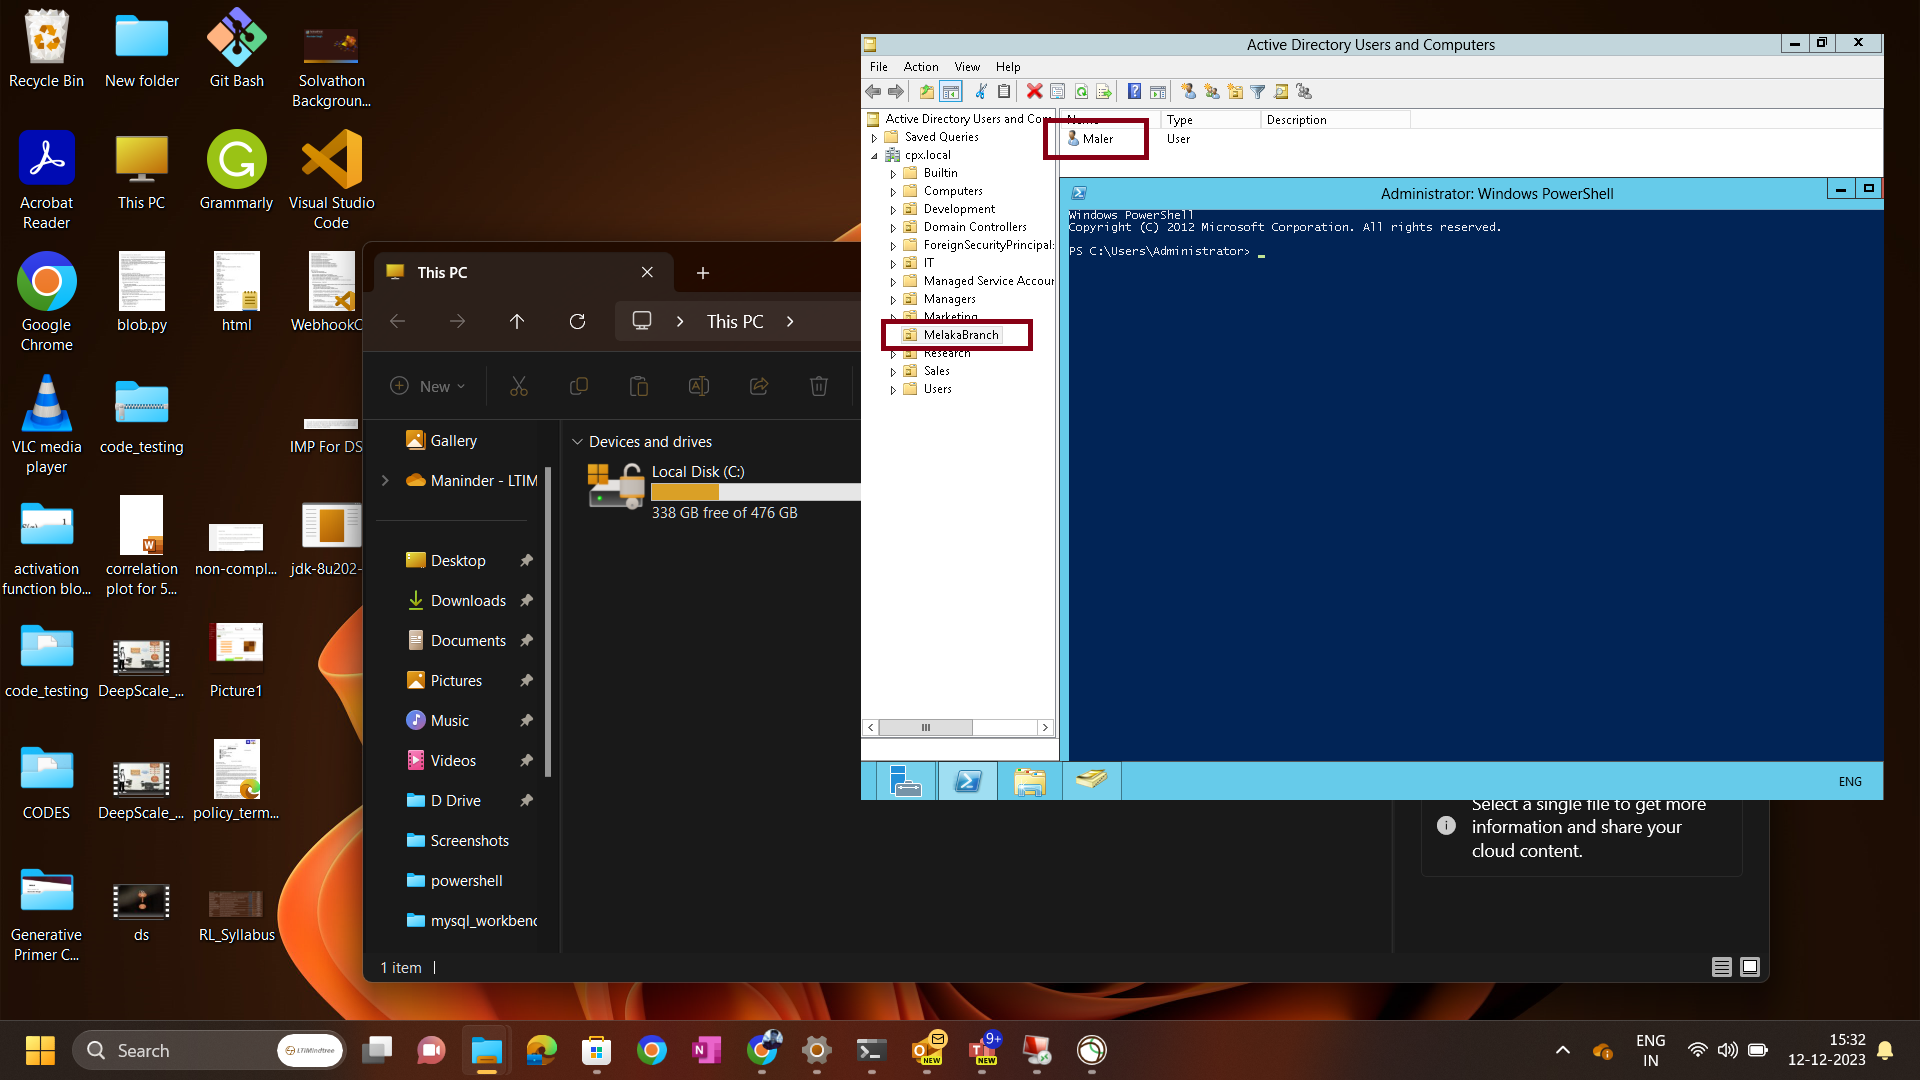 Recycle Bin
New folder
Git Bash
Solvathon
Backgroun...
Acrobat
Reader
This PC
Grammarly
Visual Studio
Code
Google
Chrome
blob.py
html
WebhookC
VLC media
player
code_testing
IMP For DS
activation
function blo...
correlation
plot for 5...
non-compl...
jdk-8u202-
code_testing
DeepScale_...
Picture1
CODES
DeepScale_...
policy_term...
Generative
Primer C...
ds
RL_Syllabus
This PC
This PC
New
Gallery
Maninder - LTIM
Desktop
Downloads
Documents
Pictures
Music
Videos
D Drive
Screenshots
powershell
mysql_workbenc
Devices and drives
Local Disk (C:)
338 GB free of 476 GB
1 item
Select a single file to get more
information and share your
cloud content.
Active Directory Users and Computers
File Action View Help
Active Directory Users and Com
Saved Queries
cpx.local
Builtin
Computers
Development
Domain Controllers
ForeignSecurityPrincipals
IT
Managed Service Accour
Managers
Marketing
MelakaBranch
Research
Sales
Users
Name Type Description
Maler User
Administrator: Windows PowerShell
Windows PowerShell
Copyright (C) 2012 Microsoft Corporation. All rights reserved.
PS C:\Users\Administrator> _
ENG
Search
LTIMindtree
NEW
9+
NEW
ENG
IN
15:32
12-12-2023